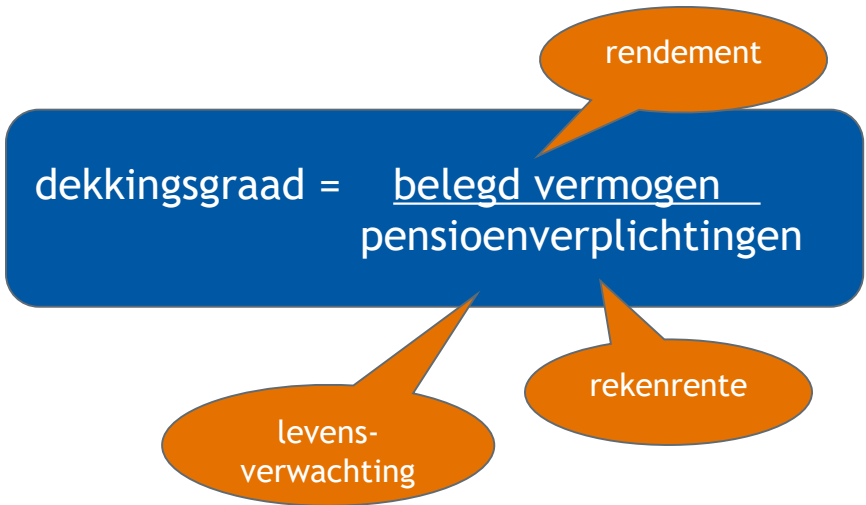 rendement
dekkingsgraad = belegd vermogen
pensioenverplichtingen
rekenrente
levens-
verwachting